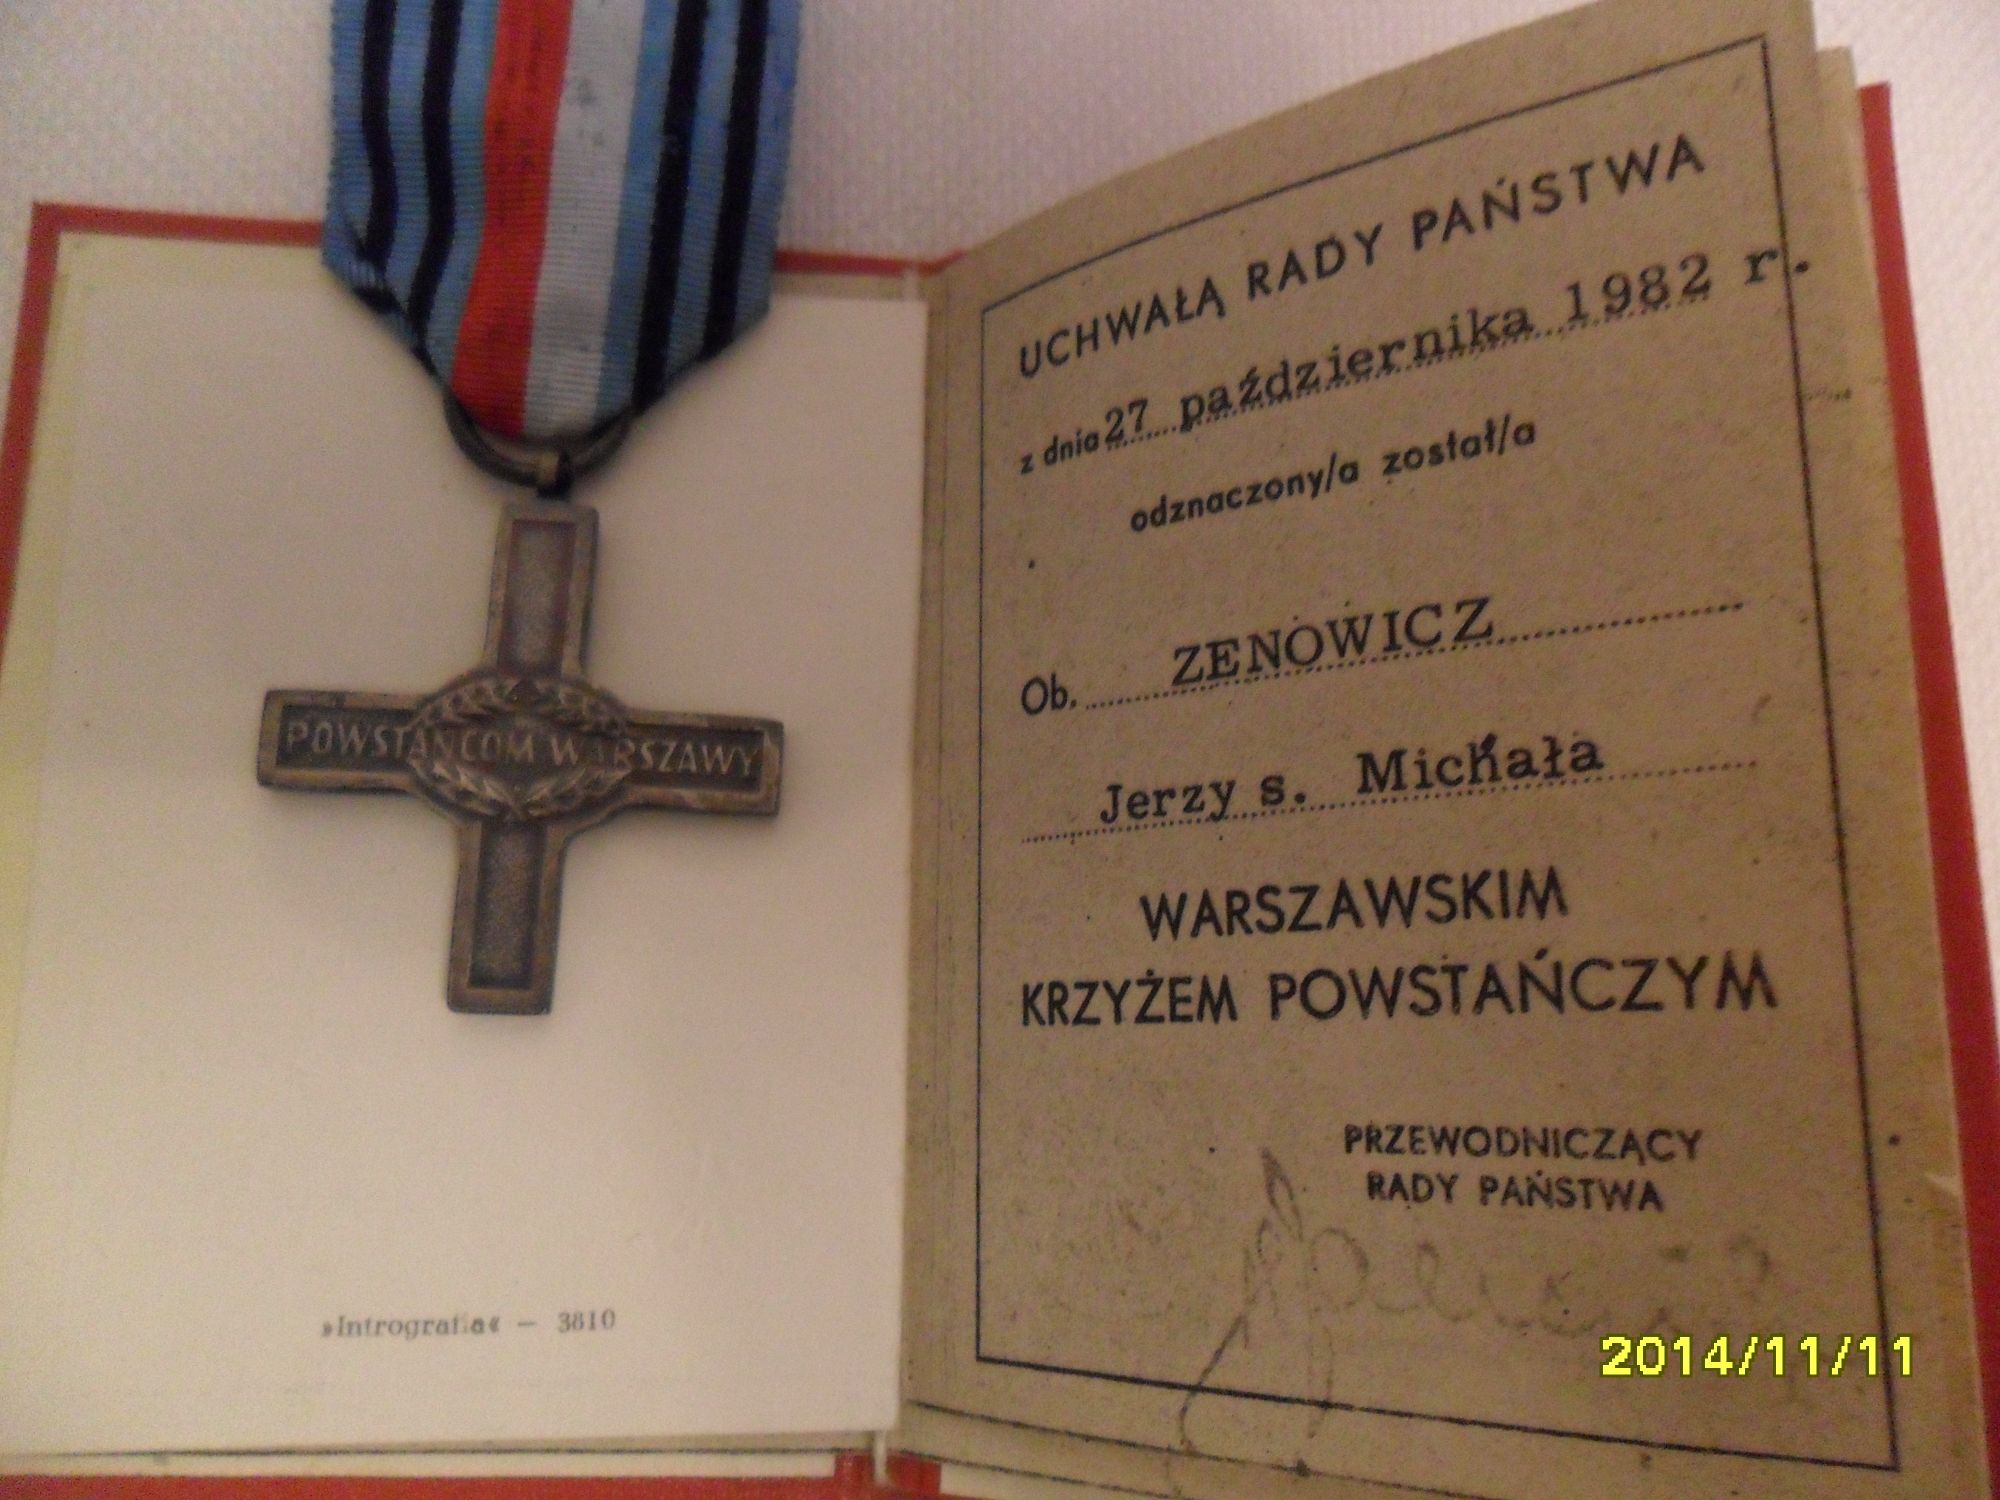 POWSTAŃCOM WARSZAWY
»Intrografia« — 3810
UCHWAŁĄ RADY PAŃSTWA
z dnia 27 października 1982 r.
odznaczony/a został/a
Ob. ZENOWICZ
Jerzy s. Michała
WARSZAWSKIM
KRZYŻEM POWSTAŃCZYM
PRZEWODNICZĄCY
RADY PAŃSTWA
2014/11/11